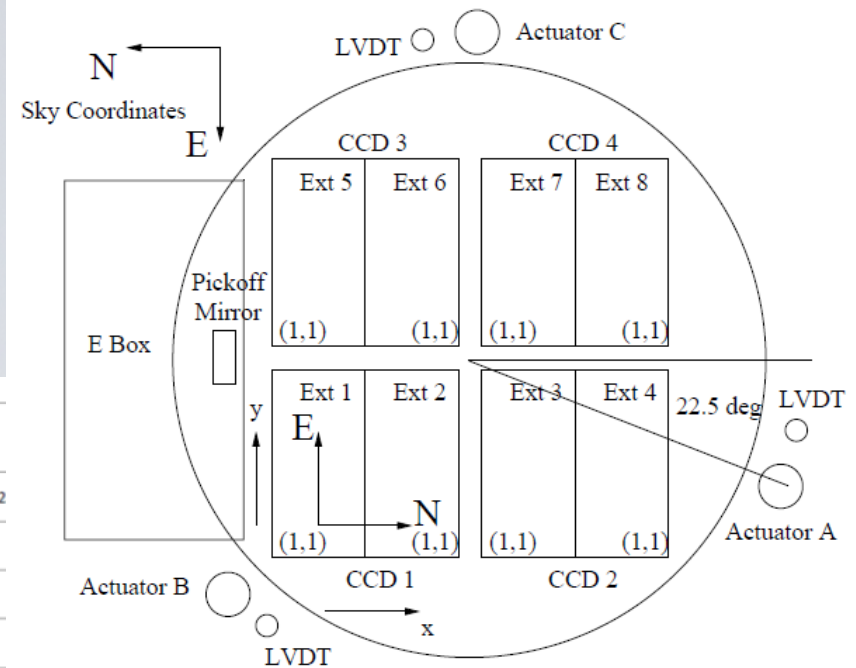 LVDT
Actuator C
N
Sky Coordinates
E
CCD 3
CCD 4
Ext 5
Ext 6
Ext 7
Ext 8
Pickoff
Mirror
E Box
(1,1)
(1,1)
(1,1)
(1,1)
Ext 1
Ext 2
Ext 3
Ext 4
22.5 deg
LVDT
y
E
N
(1,1)
(1,1)
(1,1)
(1,1)
Actuator A
CCD 1
CCD 2
Actuator B
x
LVDT
2